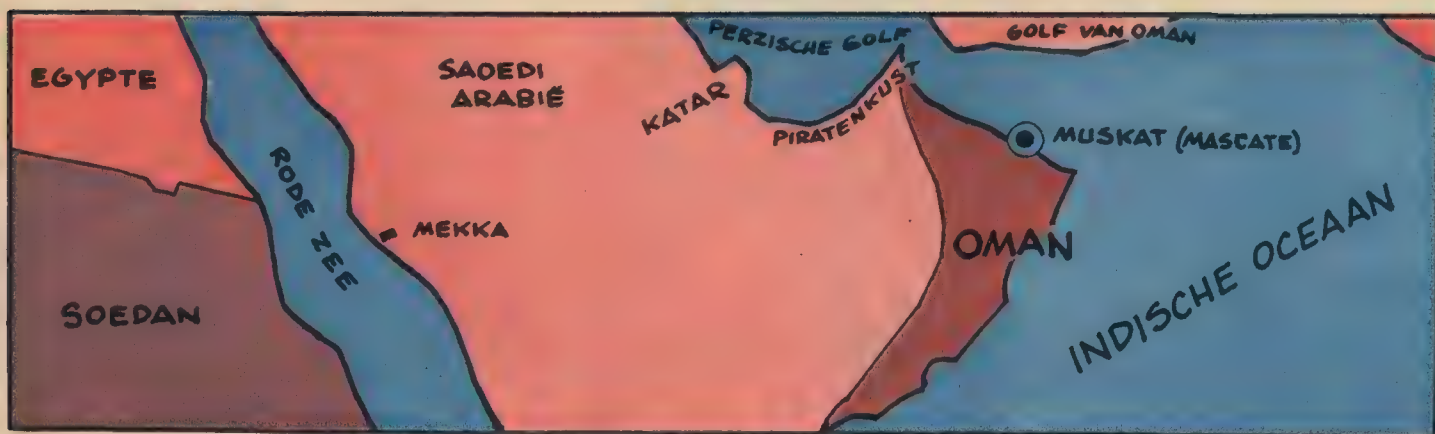 EGYPTE
SAOEDI
ARABIË
PERZISCHE GOLF
GOLF VAN OMAN
KATAR
PIRATENKUST
MUSKAT (MASCATE)
RODE ZEE
MEKKA
OMAN
INDISCHE OCEAAN
SOEDAN